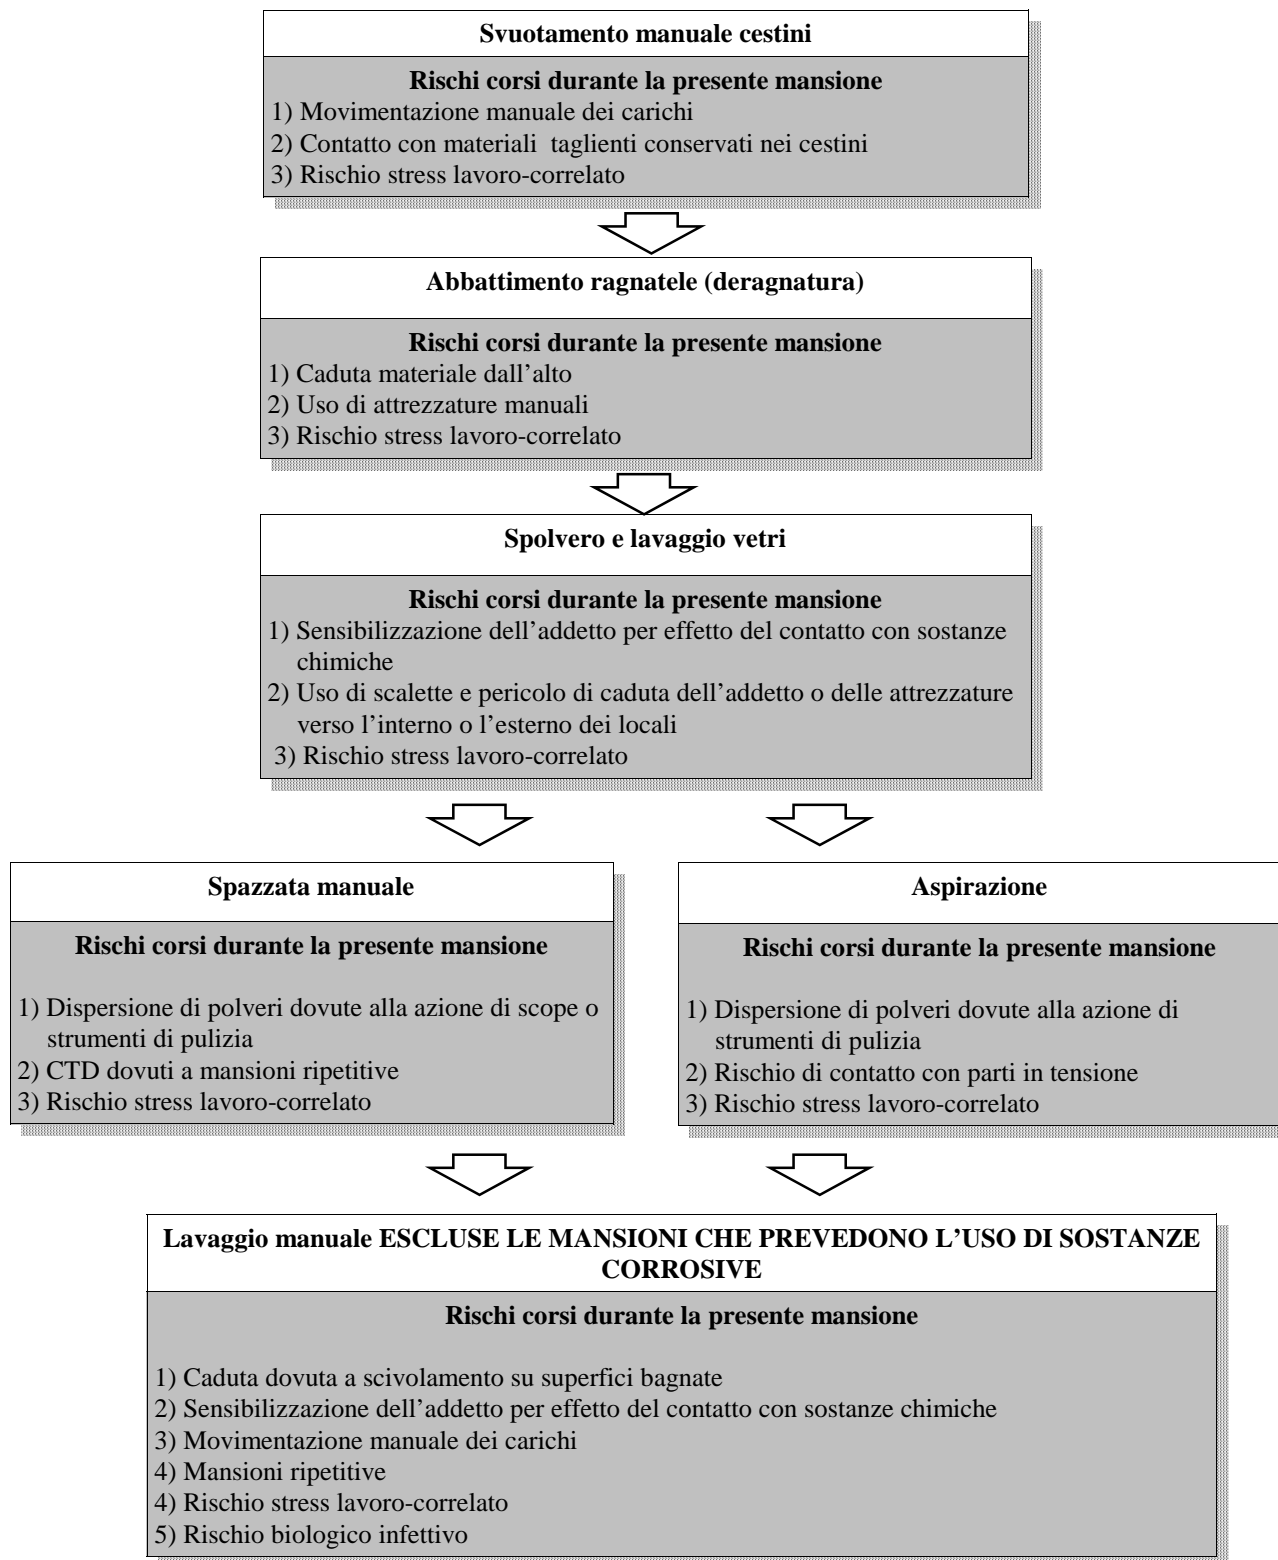 Svuotamento manuale cestini
Rischi corsi durante la presente mansione
1) Movimentazione manuale dei carichi
2) Contatto con materiali taglienti conservati nei cestini
3) Rischio stress lavoro-correlato
Abbattimento ragnatele (deragnatura)
Rischi corsi durante la presente mansione
1) Caduta materiale dall’alto
2) Uso di attrezzature manuali
3) Rischio stress lavoro-correlato
Spolvero e lavaggio vetri
Rischi corsi durante la presente mansione
1) Sensibilizzazione dell’addetto per effetto del contatto con sostanze
chimiche
2) Uso di scalette e pericolo di caduta dell’addetto o delle attrezzature
verso l’interno o l’esterno dei locali
3) Rischio stress lavoro-correlato
Spazzata manuale
Rischi corsi durante la presente mansione
1) Dispersione di polveri dovute alla azione di scope o
strumenti di pulizia
2) CTD dovuti a mansioni ripetitive
3) Rischio stress lavoro-correlato
Aspirazione
Rischi corsi durante la presente mansione
1) Dispersione di polveri dovute alla azione di
strumenti di pulizia
2) Rischio di contatto con parti in tensione
3) Rischio stress lavoro-correlato
Lavaggio manuale ESCLUSE LE MANSIONI CHE PREVEDONO L’USO DI SOSTANZE
CORROSIVE
Rischi corsi durante la presente mansione
1) Caduta dovuta a scivolamento su superfici bagnate
2) Sensibilizzazione dell’addetto per effetto del contatto con sostanze chimiche
3) Movimentazione manuale dei carichi
4) Mansioni ripetitive
4) Rischio stress lavoro-correlato
5) Rischio biologico infettivo